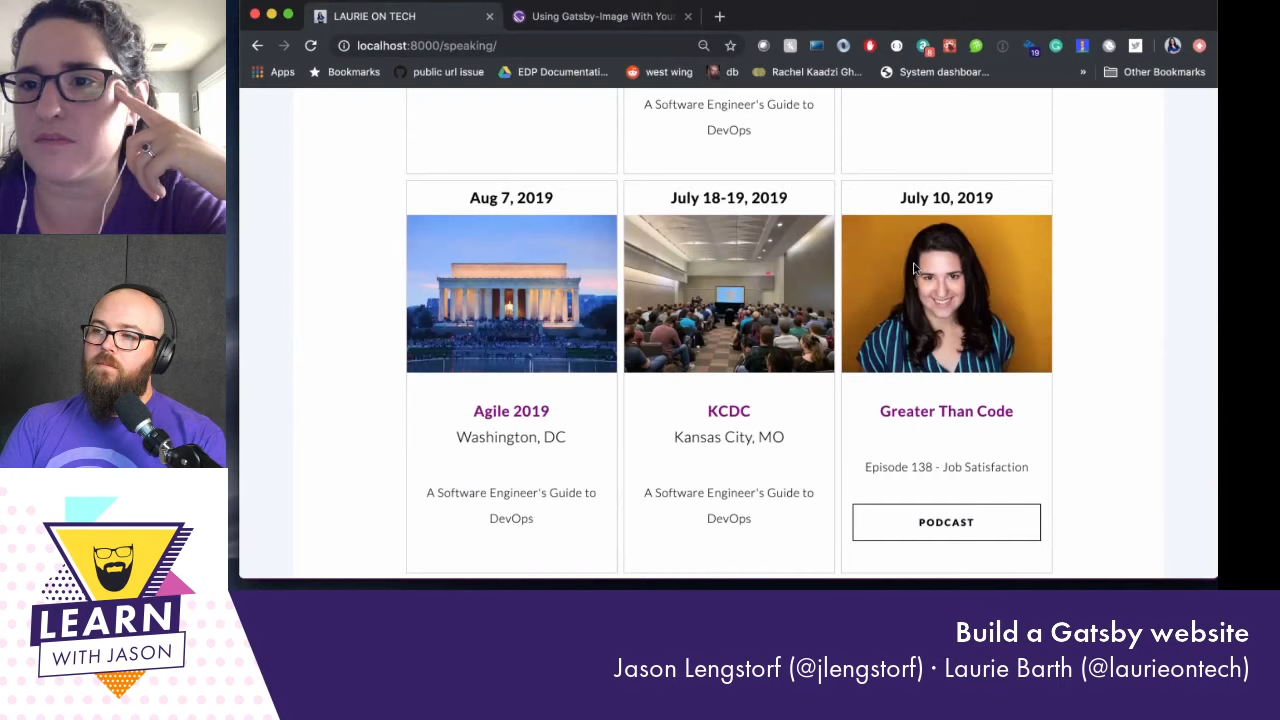 LAURIE ON TECH
Using Gatsby-Image With Your
localhost:8000/speaking/
8
19
Apps
Bookmarks
public url issue
EDP Documentati...
west wing
db
Rachel Kaadzi Gh...
System dashboar...
»
Other Bookmarks
A Software Engineer's Guide to
DevOps
Aug 7, 2019
July 18-19, 2019
July 10, 2019
Agile 2019
KCDC
Greater Than Code
Washington, DC
Kansas City, MO
Episode 138 - Job Satisfaction
A Software Engineer's Guide to
DevOps
A Software Engineer's Guide to
DevOps
PODCAST
LEARN
WITH JASON
Build a Gatsby website
Jason Lengstorf (@jlengstorf) · Laurie Barth (@laurieontech)